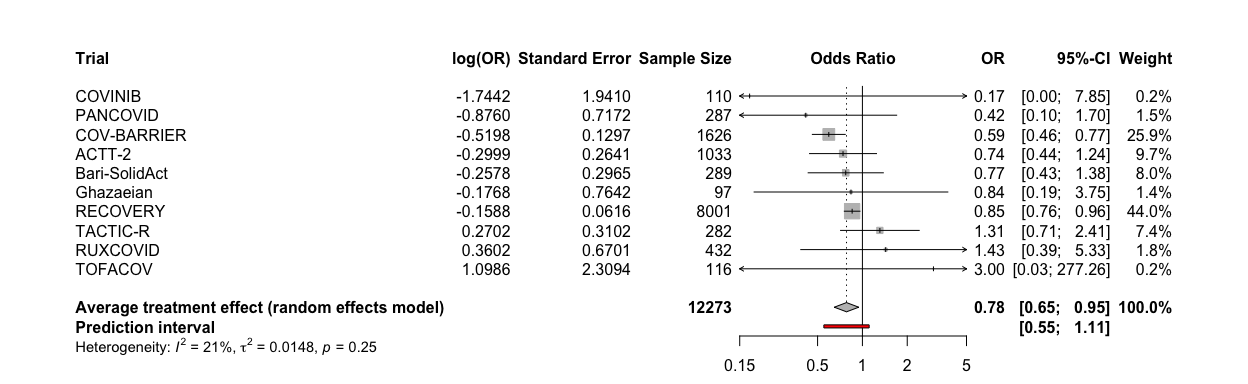 Trial log(OR) Standard Error Sample Size Odds Ratio OR 95%-CI Weight
COVINIB -1.7442 1.9410 110 0.17 [0.00; 7.85] 0.2%
PANCOVID -0.8760 0.7172 287 0.42 [0.10; 1.70] 1.5%
COV-BARRIER -0.5198 0.1297 1626 0.59 [0.46; 0.77] 25.9%
ACTT-2 -0.2999 0.2641 1033 0.74 [0.44; 1.24] 9.7%
Bari-SolidAct -0.2578 0.2965 289 0.77 [0.43; 1.38] 8.0%
Ghazaeian -0.1768 0.7642 97 0.84 [0.19; 3.75] 1.4%
RECOVERY -0.1588 0.0616 8001 0.85 [0.76; 0.96] 44.0%
TACTIC-R 0.2702 0.3102 282 1.31 [0.71; 2.41] 7.4%
RUXCOVID 0.3602 0.6701 432 1.43 [0.39; 5.33] 1.8%
TOFACOV 1.0986 2.3094 116 3.00 [0.03; 277.26] 0.2%
Average treatment effect (random effects model) 12273 0.78 [0.65; 0.95] 100.0%
Prediction interval [0.55; 1.11]
Heterogeneity: I² = 21%, τ² = 0.0148, p = 0.25
0.15 0.5 1 2 5